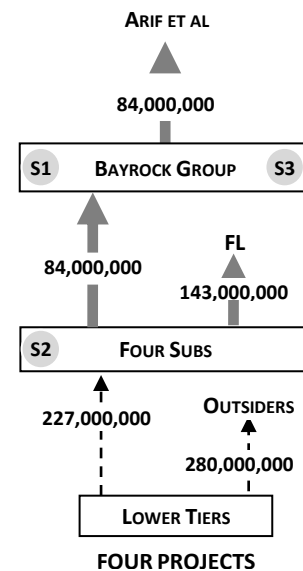 ARIF ET AL
84,000,000
S1 BAYROCK GROUP S3
FL
84,000,000
143,000,000
S2 FOUR SUBS
OUTSIDERS
227,000,000
280,000,000
LOWER TIERS
FOUR PROJECTS